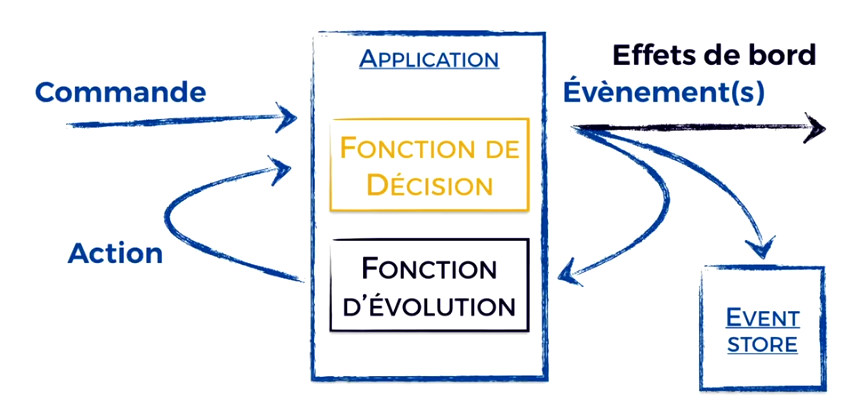 APPLICATION
Effets de bord
Commande
Évènement(s)
FONCTION DE
DÉCISION
Action
FONCTION
D'ÉVOLUTION
EVENT
STORE